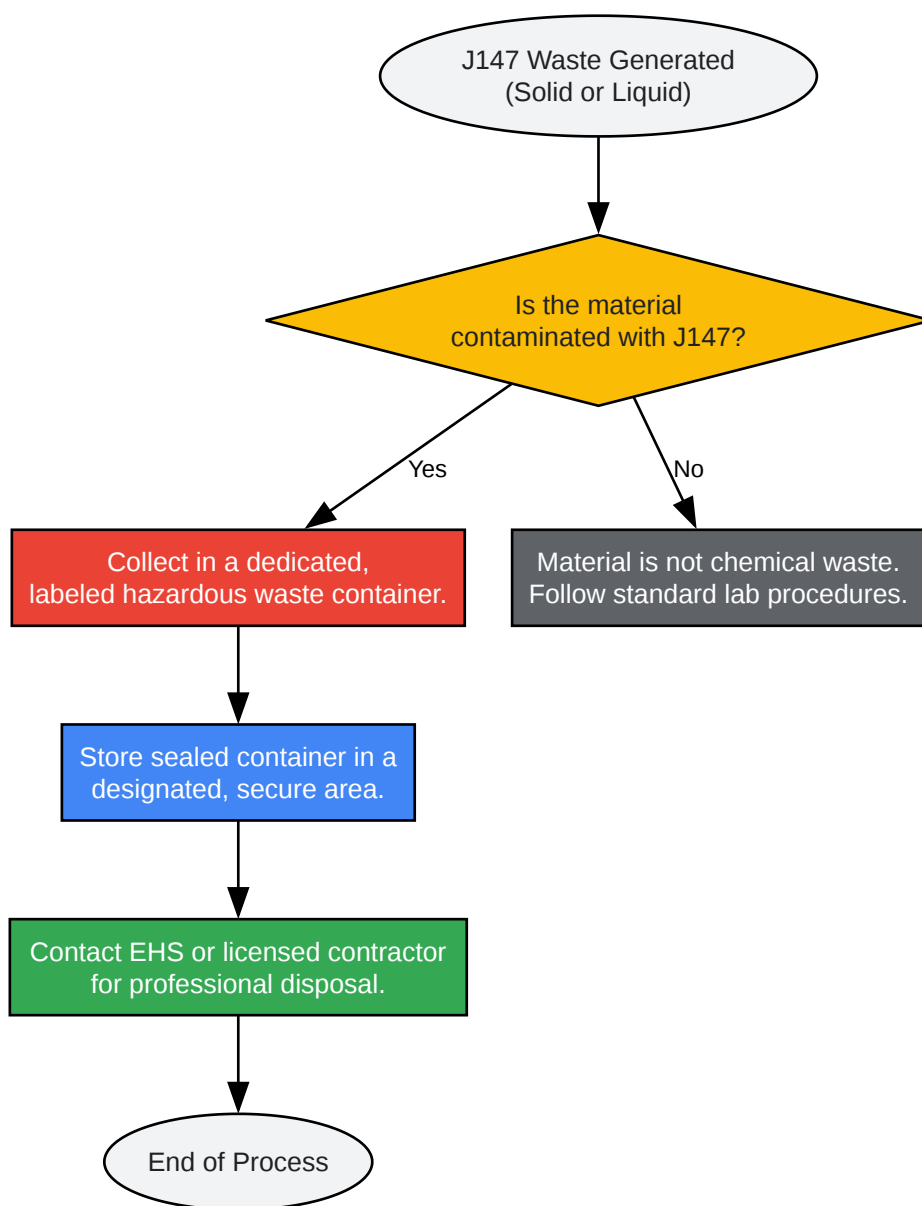 J147 Waste Generated
(Solid or Liquid)
Is the material
contaminated with J147?
Yes
No
Collect in a dedicated,
labeled hazardous waste container.
Material is not chemical waste.
Follow standard lab procedures.
Store sealed container in a
designated, secure area.
Contact EHS or licensed contractor
for professional disposal.
End of Process